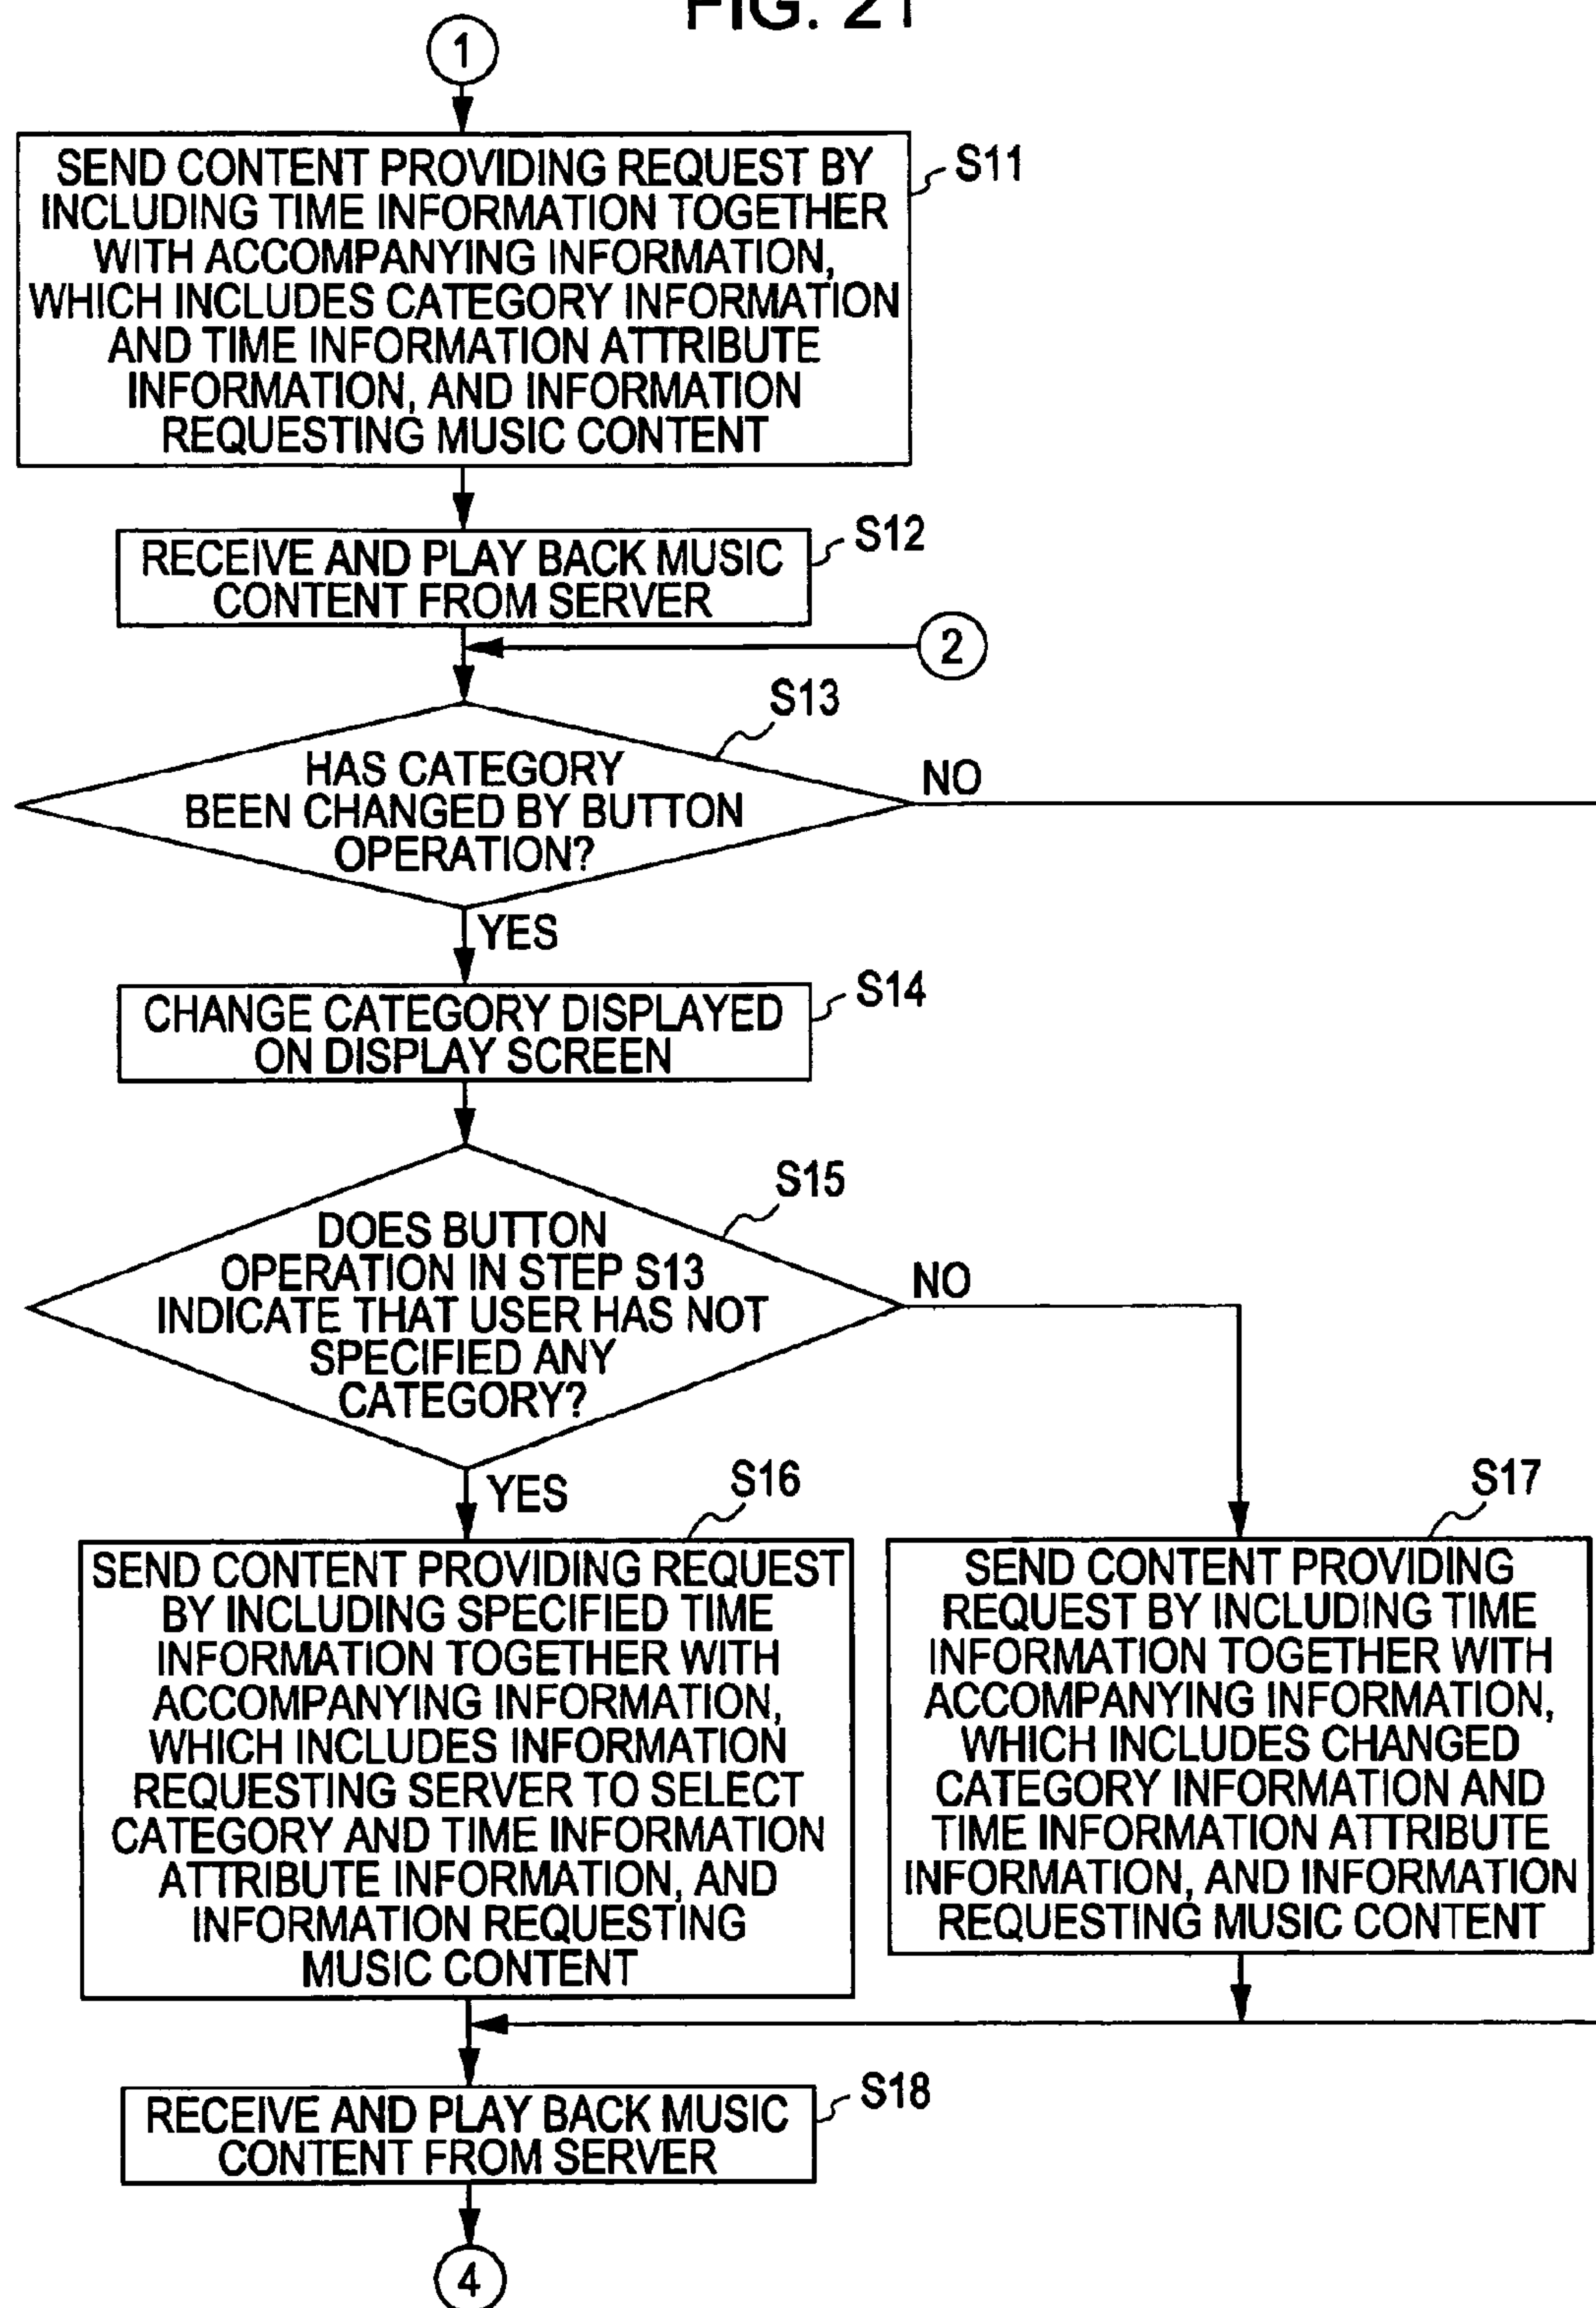 FIG. 21
1
SEND CONTENT PROVIDING REQUEST BY
INCLUDING TIME INFORMATION TOGETHER
WITH ACCOMPANYING INFORMATION,
WHICH INCLUDES CATEGORY INFORMATION
AND TIME INFORMATION ATTRIBUTE
INFORMATION, AND INFORMATION
REQUESTING MUSIC CONTENT
S11
RECEIVE AND PLAY BACK MUSIC
CONTENT FROM SERVER
S12
2
S13
HAS CATEGORY
BEEN CHANGED BY BUTTON
OPERATION?
NO
YES
CHANGE CATEGORY DISPLAYED
ON DISPLAY SCREEN
S14
S15
DOES BUTTON
OPERATION IN STEP S13
INDICATE THAT USER HAS NOT
SPECIFIED ANY
CATEGORY?
NO
YES
S16
SEND CONTENT PROVIDING REQUEST
BY INCLUDING SPECIFIED TIME
INFORMATION TOGETHER WITH
ACCOMPANYING INFORMATION,
WHICH INCLUDES INFORMATION
REQUESTING SERVER TO SELECT
CATEGORY AND TIME INFORMATION
ATTRIBUTE INFORMATION, AND
INFORMATION REQUESTING
MUSIC CONTENT
S17
SEND CONTENT PROVIDING
REQUEST BY INCLUDING TIME
INFORMATION TOGETHER WITH
ACCOMPANYING INFORMATION,
WHICH INCLUDES CHANGED
CATEGORY INFORMATION AND
TIME INFORMATION ATTRIBUTE
INFORMATION, AND INFORMATION
REQUESTING MUSIC CONTENT
RECEIVE AND PLAY BACK MUSIC
CONTENT FROM SERVER
S18
4